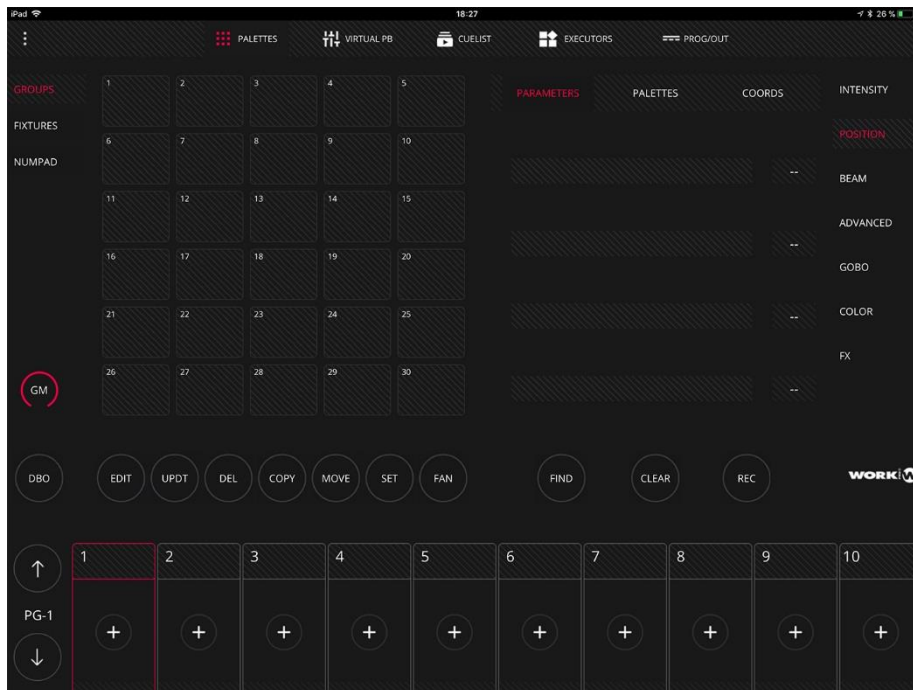 iPad 18:27 26 %
PALETTES VIRTUAL PB CUELIST EXECUTORS PROG/OUT
GROUPS 1 2 3 4 5 PARAMETERS PALETTES COORDS INTENSITY
FIXTURES 6 7 8 9 10 POSITION
NUMPAD -- BEAM
11 12 13 14 15 ADVANCED
16 17 18 19 20 -- GOBO
21 22 23 24 25 -- COLOR
FX
GM 26 27 28 29 30 --
DBO EDIT UPDT DEL COPY MOVE SET FAN FIND CLEAR REC WORK
1 2 3 4 5 6 7 8 9 10
PG-1 + + + + + + + + + +